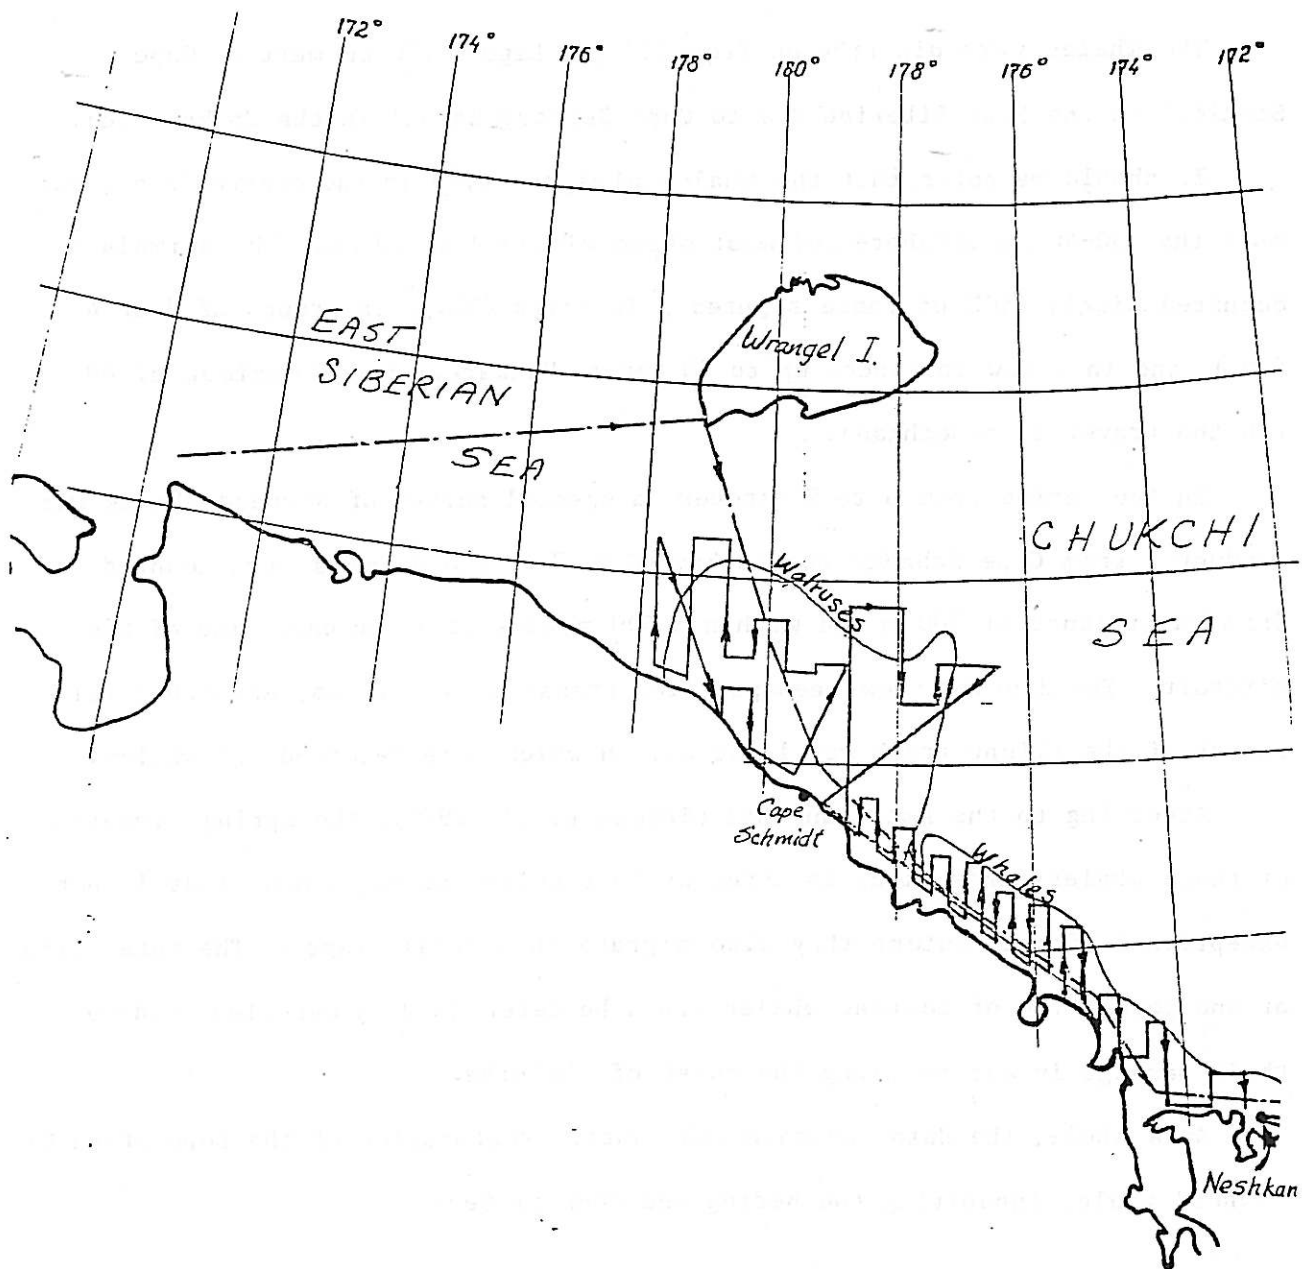 172° 174° 176° 178° 180° 178° 176° 174° 172°
Wrangel I.
EAST
SIBERIAN
SEA
CHUKCHI
SEA
Walruses
Cape
Schmidt
Whales
Neshkan